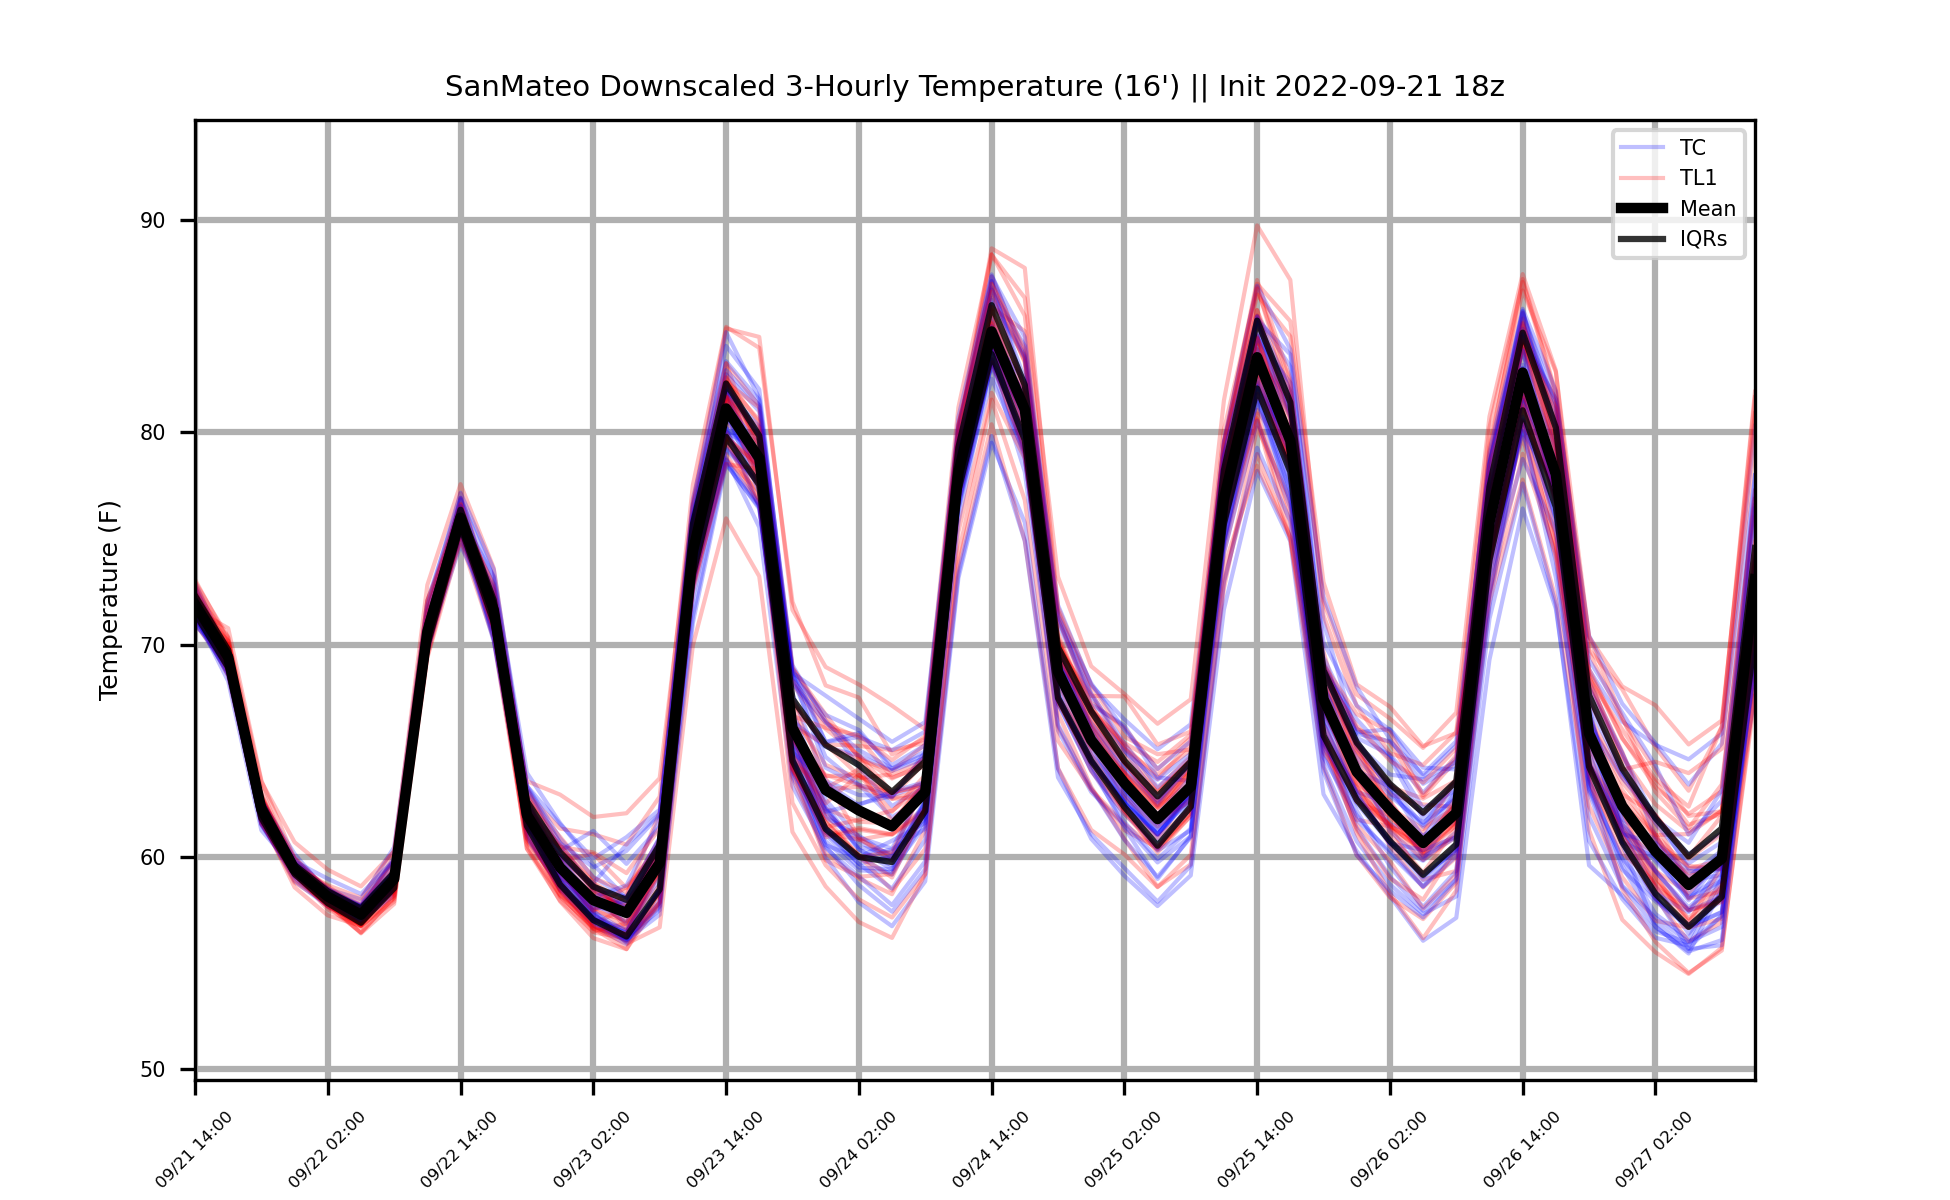 SanMateo Downscaled 3-Hourly Temperature (16') || Init 2022-09-21 18z
TC
TL1
Mean
IQRs
Temperature (F)
90
80
70
60
50
09/21 14:00
09/22 02:00
09/22 14:00
09/23 02:00
09/23 14:00
09/24 02:00
09/24 14:00
09/25 02:00
09/25 14:00
09/26 02:00
09/26 14:00
09/27 02:00